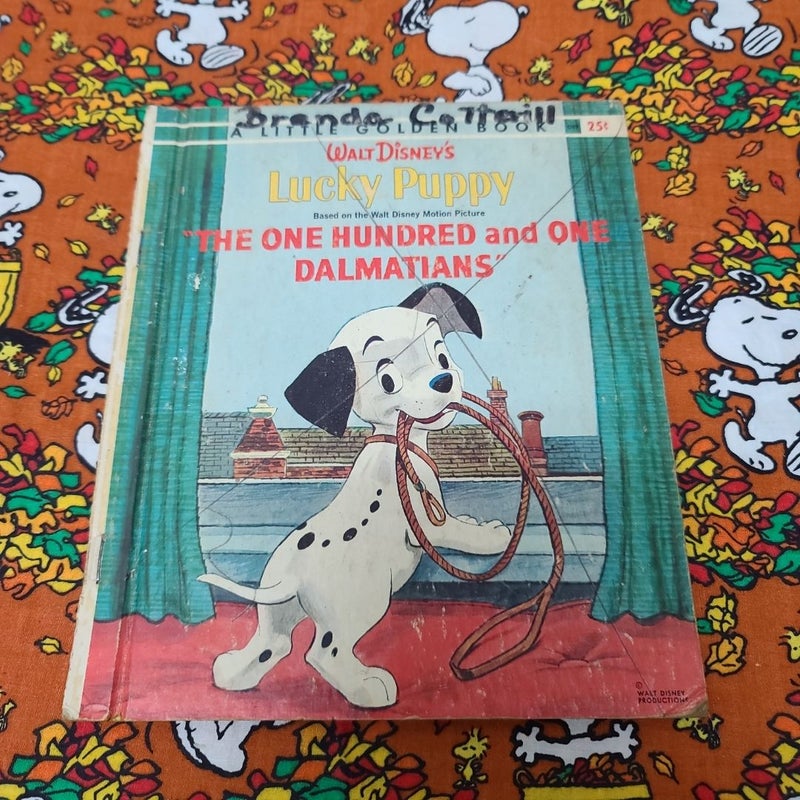 Brenda Cottrill
A LITTLE GOLDEN BOOK 25¢
WALT DISNEY'S
Lucky Puppy
Based on the Walt Disney Motion Picture
"THE ONE HUNDRED and ONE
DALMATIANS"
©
WALT DISNEY
PRODUCTIONS